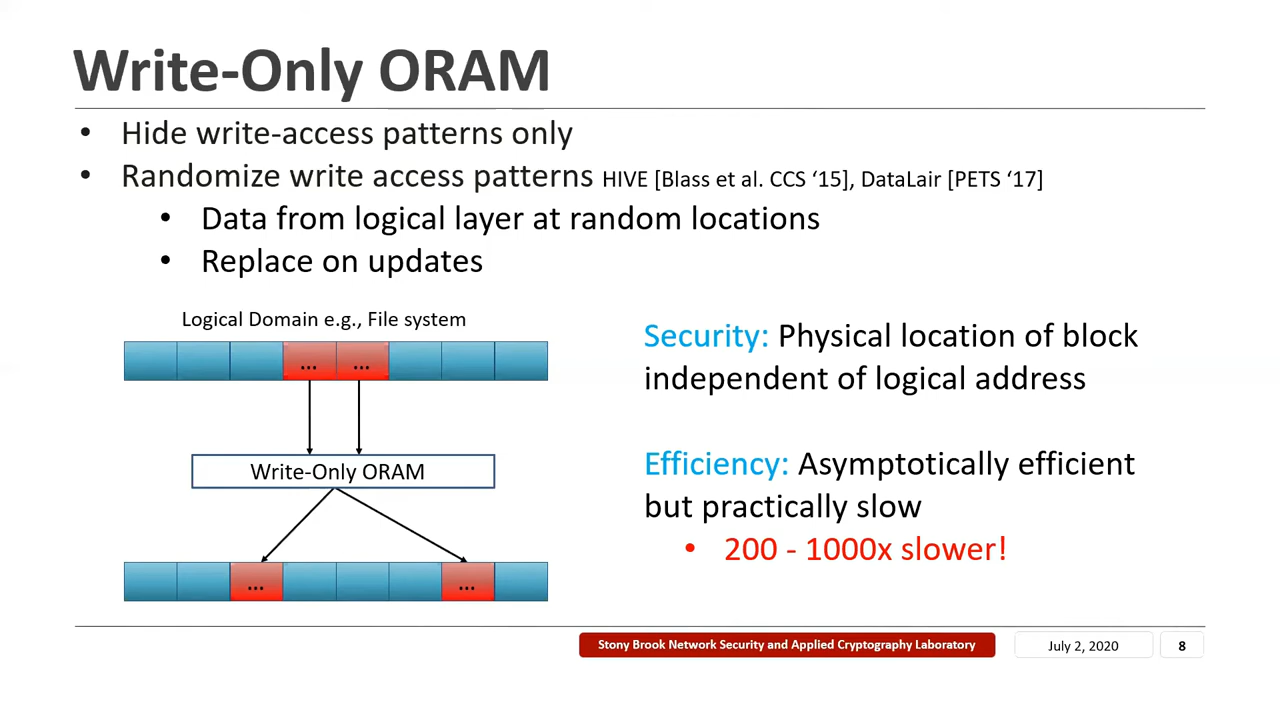 Write-Only ORAM
• Hide write-access patterns only
• Randomize write access patterns HIVE [Blass et al. CCS ‘15], DataLair [PETS ‘17]
• Data from logical layer at random locations
• Replace on updates
Logical Domain e.g., File system
... ...
Write-Only ORAM
... ...
Security: Physical location of block
independent of logical address
Efficiency: Asymptotically efficient
but practically slow
• 200 - 1000x slower!
Stony Brook Network Security and Applied Cryptography Laboratory
July 2, 2020
8